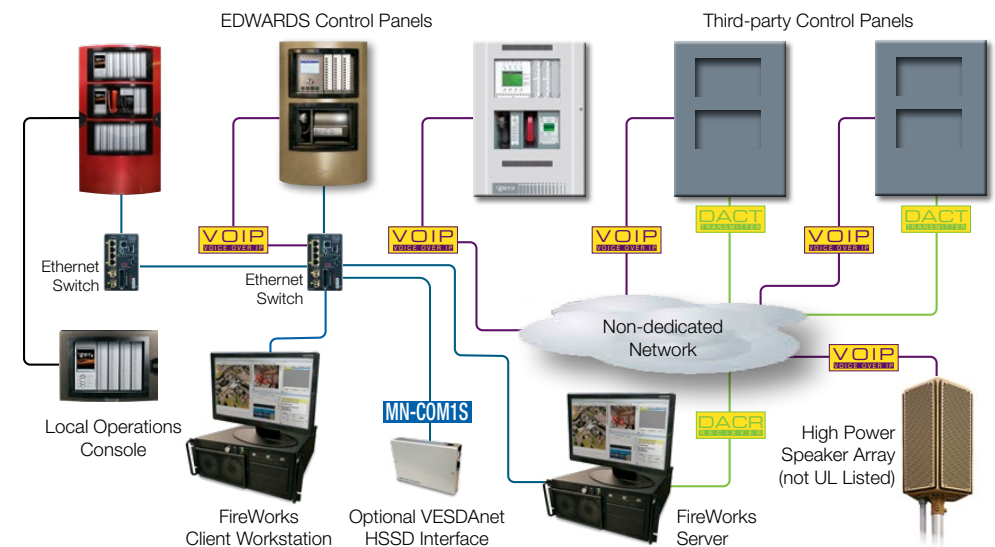 EDWARDS Control Panels
Third-party Control Panels
VOIP
VOICE OVER IP
VOIP
VOICE OVER IP
VOIP
VOICE OVER IP
VOIP
VOICE OVER IP
DACT
TRANSMITTER
DACT
TRANSMITTER
Ethernet
Switch
Ethernet
Switch
Non-dedicated
Network
VOIP
VOICE OVER IP
MN-COM1S
DACR
RECIEVER
Local Operations
Console
High Power
Speaker Array
(not UL Listed)
FireWorks
Client Workstation
Optional VESDAnet
HSSD Interface
FireWorks
Server